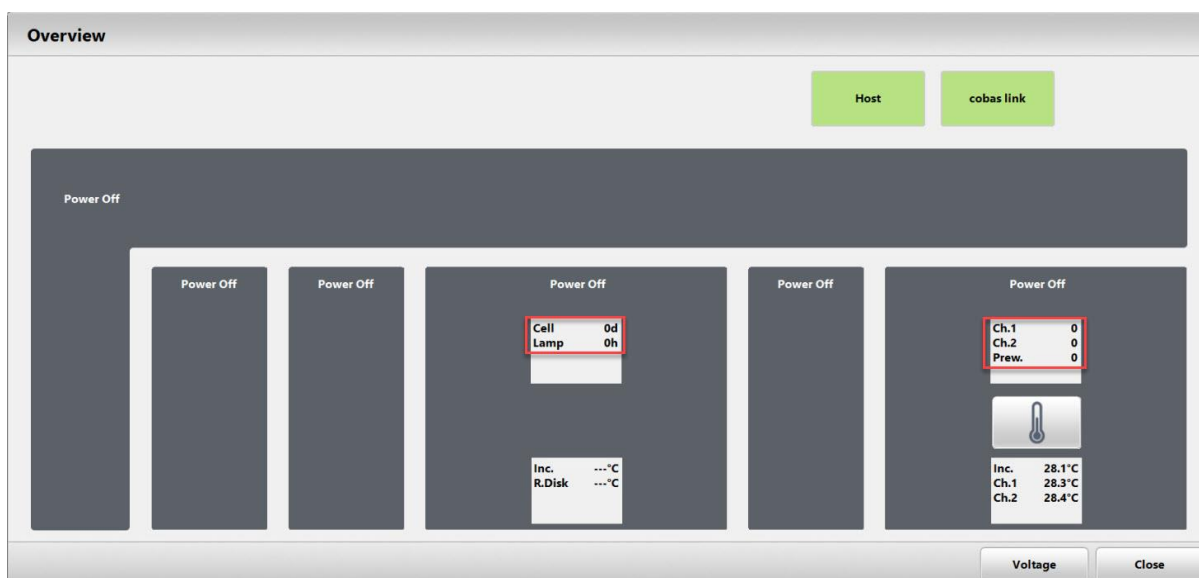 Overview
Host
cobas link
Power Off
Power Off
Power Off
Power Off
Power Off
Power Off
Cell 0d
Lamp 0h
Ch.1 0
Ch.2 0
Prew. 0
Inc. ---°C
R.Disk ---°C
Inc. 28.1°C
Ch.1 28.3°C
Ch.2 28.4°C
Voltage
Close